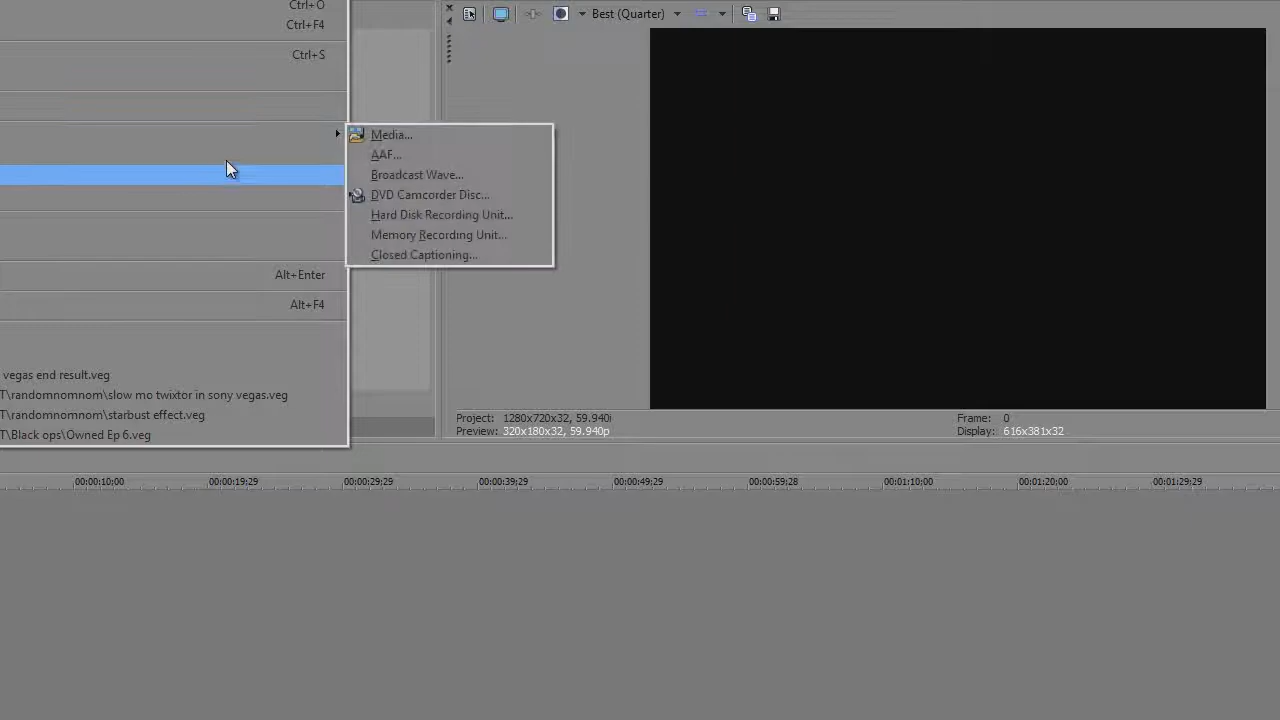 Ctrl+O
Ctrl+F4
Ctrl+S
Alt+Enter
Alt+F4
vegas end result.veg
T\randomnomnom\slow mo twixtor in sony vegas.veg
T\randomnomnom\starbust effect.veg
T\Black ops\Owned Ep 6.veg
Media...
AAF...
Broadcast Wave...
DVD Camcorder Disc...
Hard Disk Recording Unit...
Memory Recording Unit...
Closed Captioning...
Best (Quarter)
Project: 1280x720x32, 59.940i
Preview: 320x180x32, 59.940p
Frame: 0
Display: 616x381x32
00:00:10:00 00:00:19:29 00:00:29:29 00:00:39:29 00:00:49:29 00:00:59:28 00:01:10:00 00:01:20:00 00:01:29:29